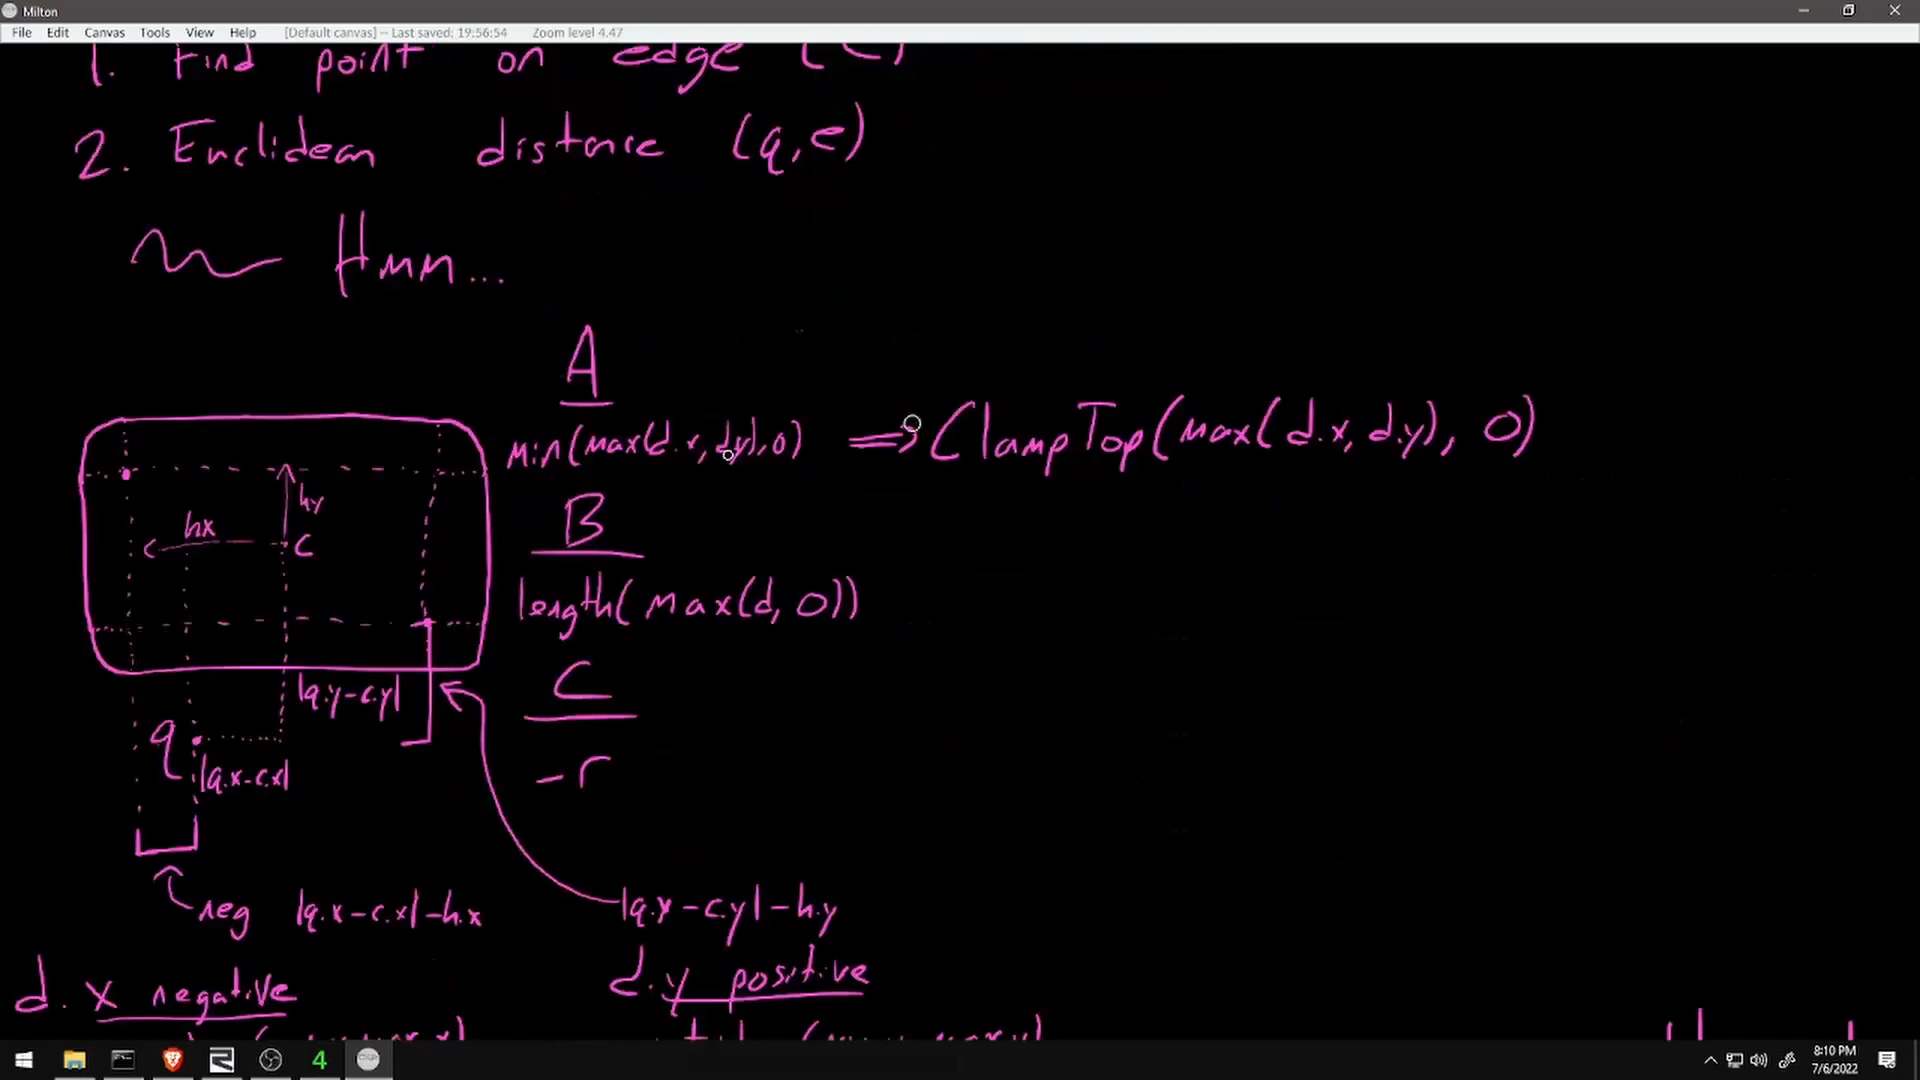 Milton
File Edit Canvas Tools View Help [Default canvas] -- Last saved: 19:56:54 Zoom level 4.47
1. Find point on edge (e)
2. Euclidean distance (q,e)
Hmm...
A
min(max(d.x, d.y),0) => ClampTop(max(d.x, d.y), 0)
B
length(max(d, 0))
C
-r
hy
hx
c
|q.y-c.y|
q
|q.x-c.x|
neg |q.x-c.x|-h.x
|q.y-c.y|-h.y
d.x negative
d.y positive
8:10 PM
7/6/2022